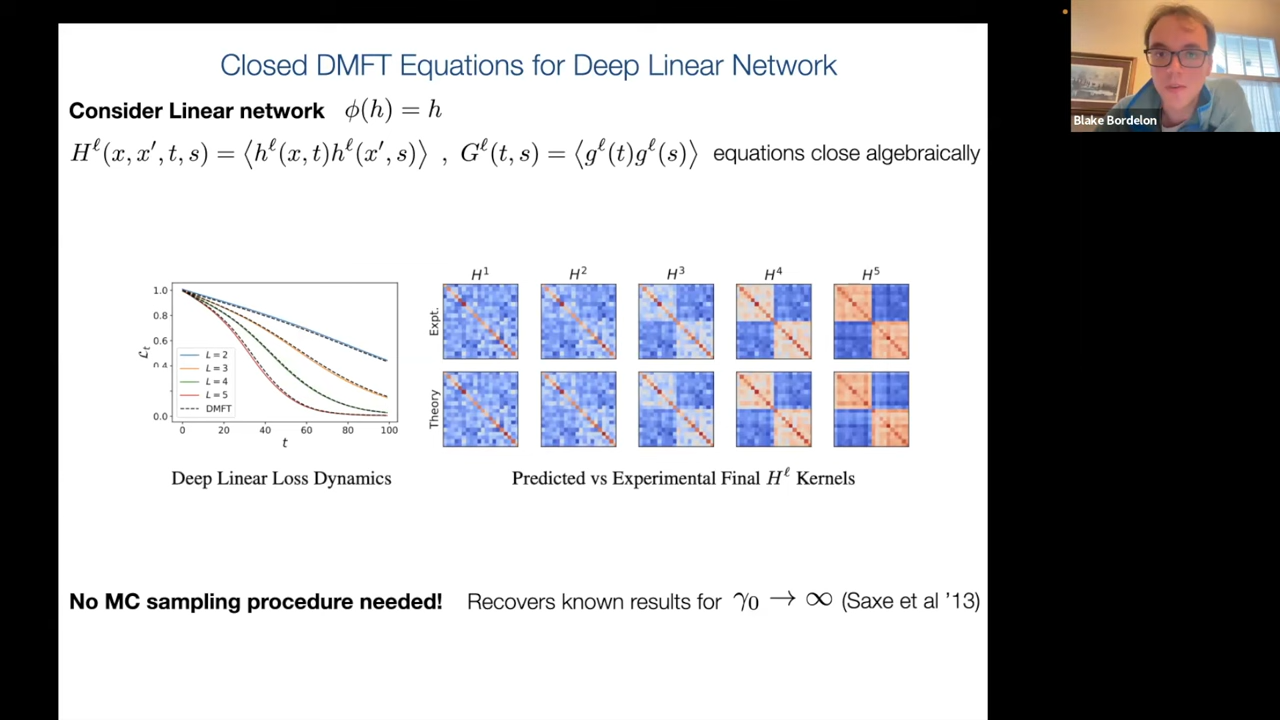 Closed DMFT Equations for Deep Linear Network
Consider Linear network ϕ(h) = h
H^ℓ(x, x′, t, s) = ⟨h^ℓ(x, t)h^ℓ(x′, s)⟩ , G^ℓ(t, s) = ⟨g^ℓ(t)g^ℓ(s)⟩ equations close algebraically
1.0
0.8
0.6
0.4
0.0
ℒ_t
L = 2
L = 3
L = 4
L = 5
DMFT
0 20 40 60 80 100
t
Deep Linear Loss Dynamics
H^1 H^2 H^3 H^4 H^5
Expt.
Theory
Predicted vs Experimental Final H^ℓ Kernels
No MC sampling procedure needed! Recovers known results for γ₀ → ∞ (Saxe et al ’13)
Blake Bordelon